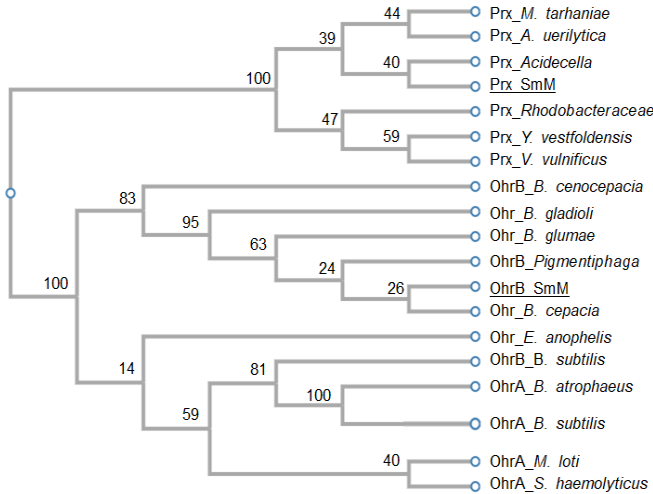 44
Prx_M. tarhaniae
39
Prx_A. uerilytica
40
Prx_Acidecella
100
Prx_SmM
47
Prx_Rhodobacteraceae
59
Prx_Y. vestfoldensis
Prx_V. vulnificus
83
OhrB_B. cenocepacia
95
Ohr_B. gladioli
63
Ohr_B. glumae
24
OhrB_Pigmentiphaga
100
26
OhrB_SmM
Ohr_B. cepacia
Ohr_E. anophelis
14
81
OhrB_B. subtilis
100
OhrA_B. atrophaeus
59
OhrA_B. subtilis
40
OhrA_M. loti
OhrA_S. haemolyticus